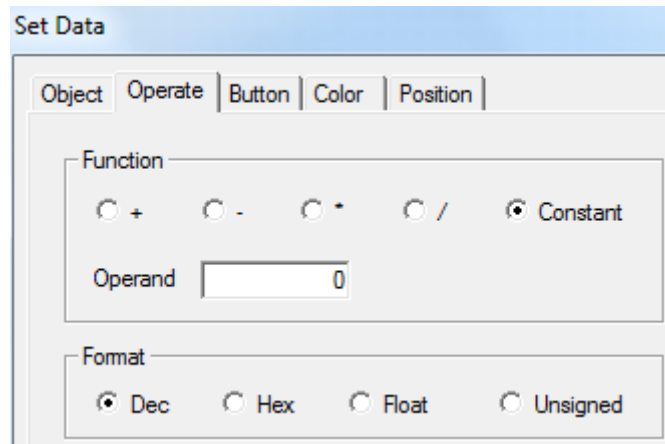 Set Data
Object Operate Button Color Position
Function
+ - * / Constant
Operand 0
Format
Dec Hex Float Unsigned